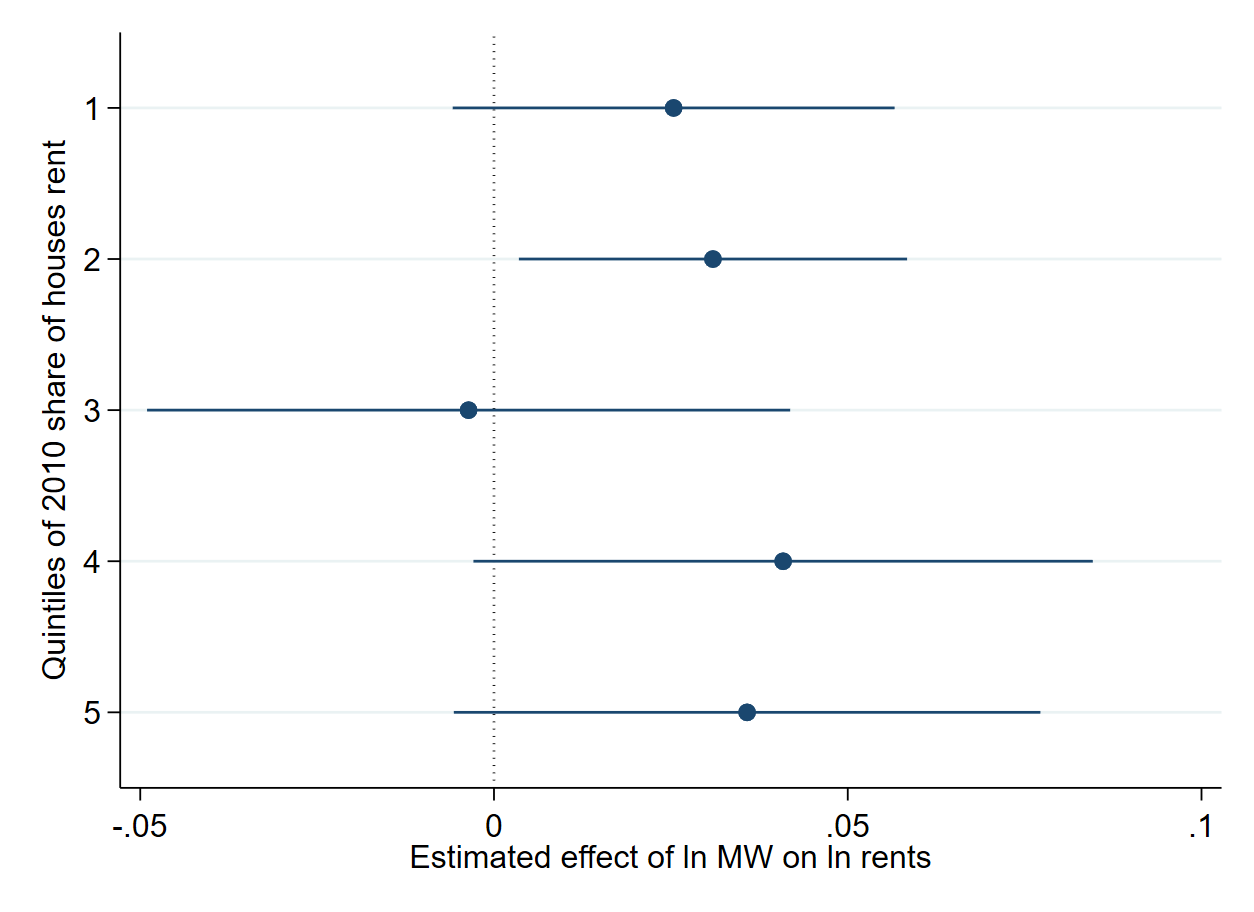 Quintiles of 2010 share of houses rent
1
2
3
4
5
-.05 0 .05 .1
Estimated effect of ln MW on ln rents